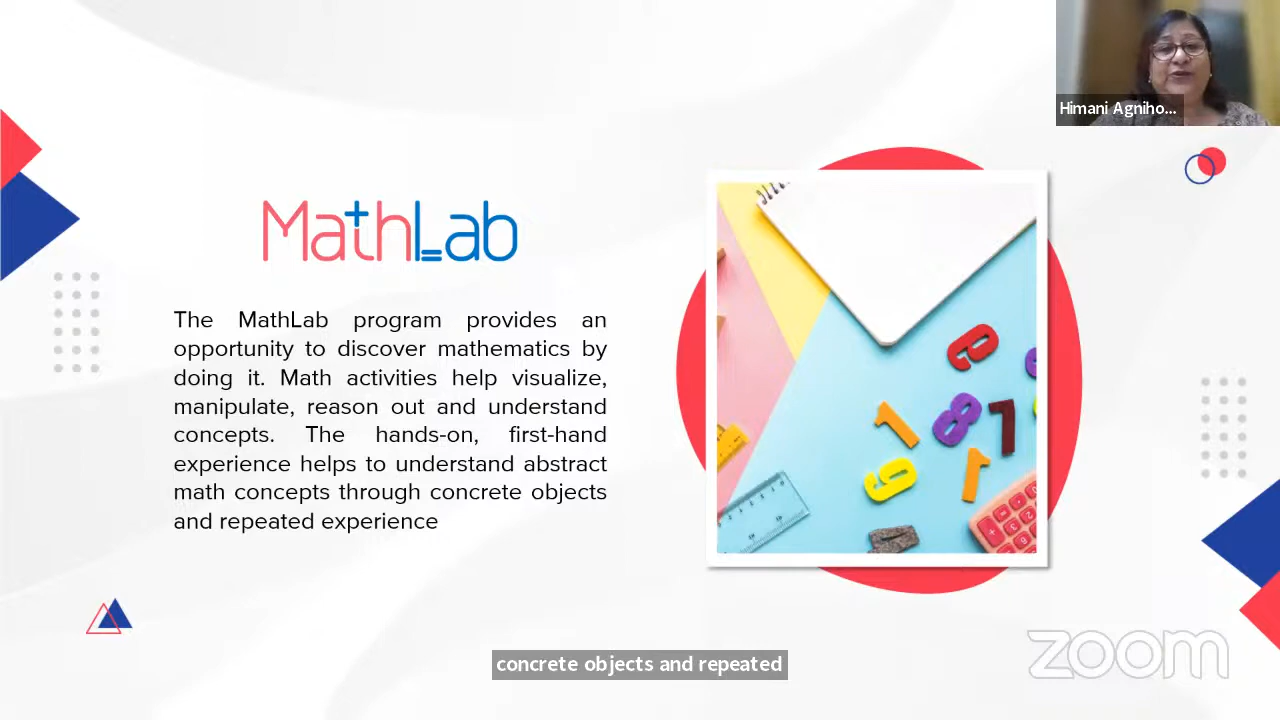 Himani Agniho...
MathLab
The MathLab program provides an
opportunity to discover mathematics by
doing it. Math activities help visualize,
manipulate, reason out and understand
concepts. The hands-on, first-hand
experience helps to understand abstract
math concepts through concrete objects
and repeated experience
concrete objects and repeated
zoom